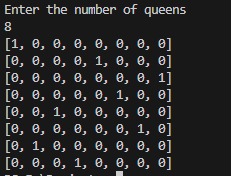 Enter the number of queens
8
[1, 0, 0, 0, 0, 0, 0, 0]
[0, 0, 0, 0, 1, 0, 0, 0]
[0, 0, 0, 0, 0, 0, 0, 1]
[0, 0, 0, 0, 0, 1, 0, 0]
[0, 0, 1, 0, 0, 0, 0, 0]
[0, 0, 0, 0, 0, 0, 1, 0]
[0, 1, 0, 0, 0, 0, 0, 0]
[0, 0, 0, 1, 0, 0, 0, 0]